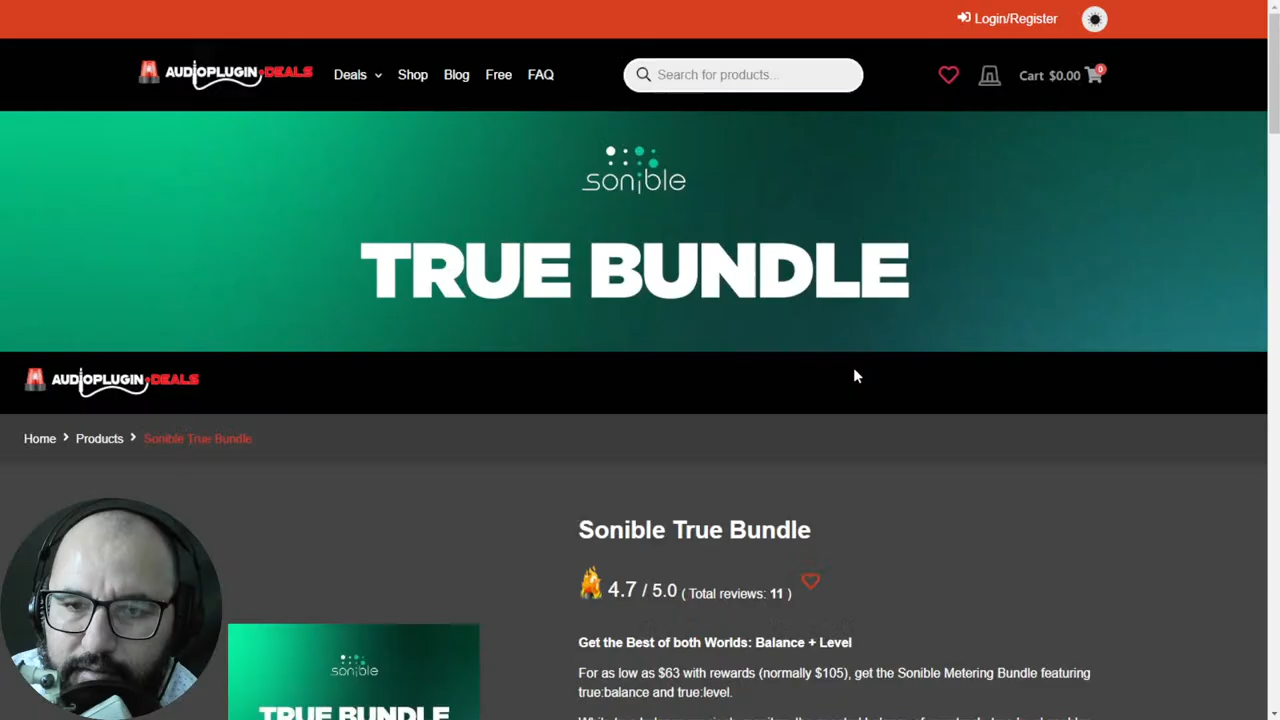 Login/Register
AUDIOPLUGIN•DEALS
Deals
Shop
Blog
Free
FAQ
Search for products...
Cart $0.00
0
sonible
TRUE BUNDLE
AUDIOPLUGIN•DEALS
Home
Products
Sonible True Bundle
Sonible True Bundle
4.7 / 5.0 ( Total reviews: 11 )
Get the Best of both Worlds: Balance + Level
For as low as $63 with rewards (normally $105), get the Sonible Metering Bundle featuring
true:balance and true:level.
sonible
TRUE BUNDLE